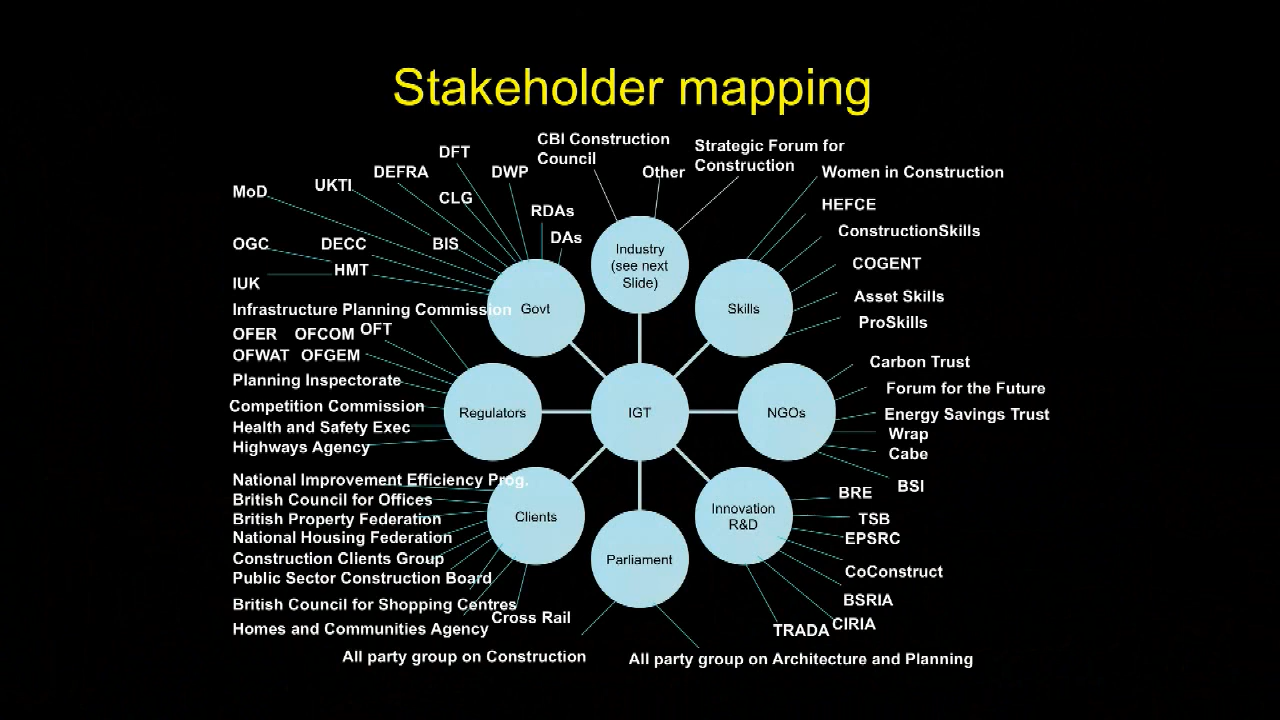 Stakeholder mapping
CBI Construction
Council
Other
Strategic Forum for
Construction
DFT
DEFRA
DWP
UKTI
MoD
CLG
RDAs
DAs
OGC
DECC
BIS
HMT
IUK
Women in Construction
HEFCE
ConstructionSkills
COGENT
Asset Skills
ProSkills
Industry
(see next
Slide)
Govt
Skills
Infrastructure Planning Commission
OFER
OFCOM
OFT
OFWAT
OFGEM
Planning Inspectorate
Competition Commission
Health and Safety Exec
Highways Agency
Regulators
IGT
NGOs
Carbon Trust
Forum for the Future
Energy Savings Trust
Wrap
Cabe
BSI
National Improvement Efficiency Prog.
British Council for Offices
British Property Federation
National Housing Federation
Construction Clients Group
Public Sector Construction Board
British Council for Shopping Centres
Homes and Communities Agency
Cross Rail
Clients
Parliament
Innovation
R&D
BRE
TSB
EPSRC
CoConstruct
BSRIA
CIRIA
TRADA
All party group on Construction
All party group on Architecture and Planning